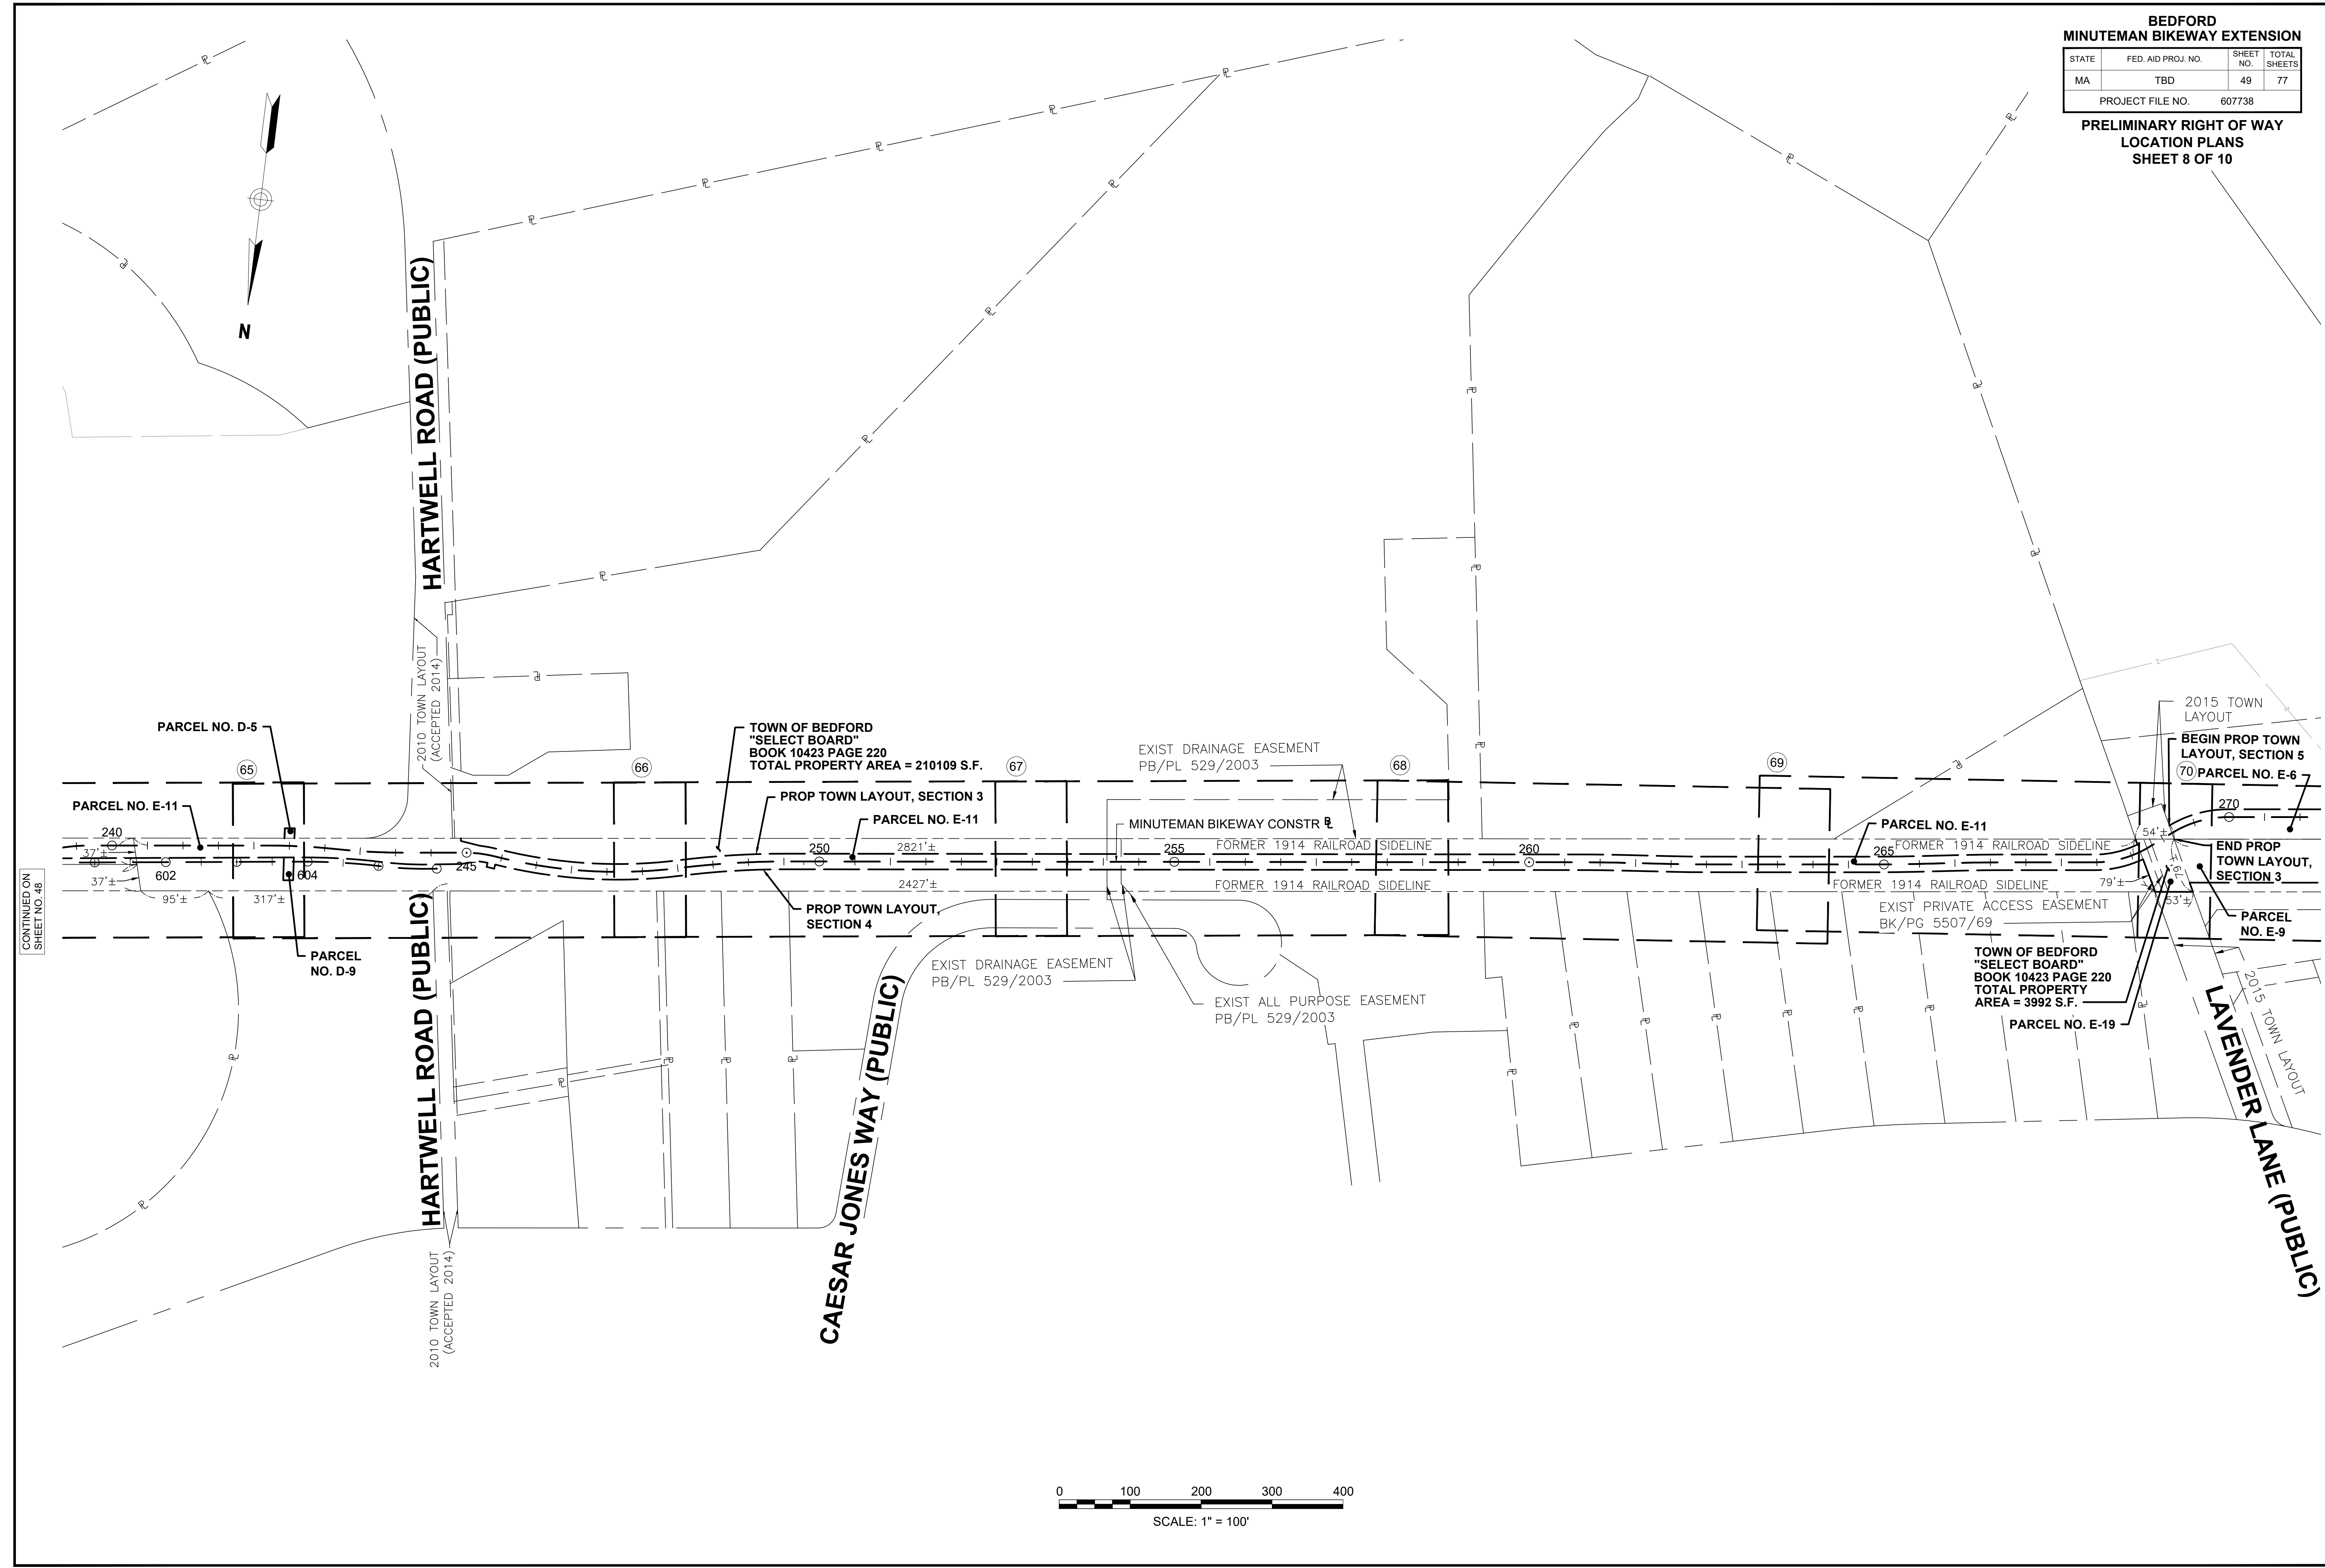 BEDFORD
MINUTEMAN BIKEWAY EXTENSION
STATE FED. AID PROJ. NO. SHEET NO. TOTAL SHEETS
MA TBD 49 77
PROJECT FILE NO. 607738
PRELIMINARY RIGHT OF WAY
LOCATION PLANS
SHEET 8 OF 10
N
HARTWELL ROAD (PUBLIC)
2010 TOWN LAYOUT
(ACCEPTED 2014)
PARCEL NO. D-5
65
PARCEL NO. E-11
240
37'±
37'±
602
95'±
317'±
604
245
PARCEL
NO. D-9
CONTINUED ON
SHEET NO. 48
66
TOWN OF BEDFORD
"SELECT BOARD"
BOOK 10423 PAGE 220
TOTAL PROPERTY AREA = 210109 S.F.
67
PROP TOWN LAYOUT, SECTION 3
PARCEL NO. E-11
250
2821'±
2427'±
PROP TOWN LAYOUT,
SECTION 4
EXIST DRAINAGE EASEMENT
PB/PL 529/2003
68
MINUTEMAN BIKEWAY CONSTR BL
255
FORMER 1914 RAILROAD SIDELINE
FORMER 1914 RAILROAD SIDELINE
260
EXIST DRAINAGE EASEMENT
PB/PL 529/2003
EXIST ALL PURPOSE EASEMENT
PB/PL 529/2003
69
PARCEL NO. E-11
265
FORMER 1914 RAILROAD SIDELINE
FORMER 1914 RAILROAD SIDELINE
79'±
EXIST PRIVATE ACCESS EASEMENT
BK/PG 5507/69
2015 TOWN
LAYOUT
BEGIN PROP TOWN
LAYOUT, SECTION 5
70
PARCEL NO. E-6
270
54'±
END PROP
TOWN LAYOUT,
SECTION 3
53'±
PARCEL
NO. E-9
TOWN OF BEDFORD
"SELECT BOARD"
BOOK 10423 PAGE 220
TOTAL PROPERTY
AREA = 3992 S.F.
PARCEL NO. E-19
2015 TOWN LAYOUT
LAVENDER LANE (PUBLIC)
HARTWELL ROAD (PUBLIC)
2010 TOWN LAYOUT
(ACCEPTED 2014)
CAESAR JONES WAY (PUBLIC)
0 100 200 300 400
SCALE: 1" = 100'